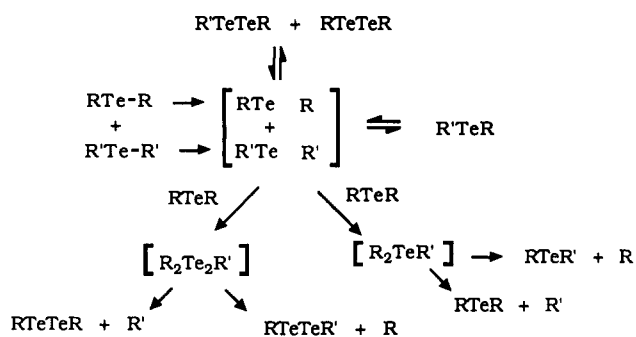 R'TeTeR + RTeTeR
RTe-R
+
R'Te-R'
RTe R
+
R'Te R'
R'TeR
RTeR
RTeR
[ R₂Te₂R' ]
[ R₂TeR' ]
RTeR' + R
RTeR + R'
RTeTeR + R'
RTeTeR' + R